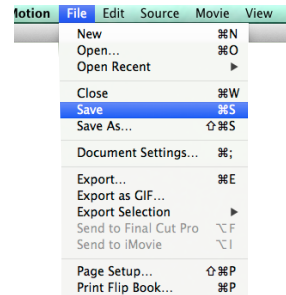 Motion File Edit Source Movie View
New ⌘N
Open... ⌘O
Open Recent ▶
Close ⌘W
Save ⌘S
Save As... ⇧⌘S
Document Settings... ⌘;
Export... ⌘E
Export as GIF...
Export Selection ▶
Send to Final Cut Pro ⌥F
Send to iMovie ⌥I
Page Setup... ⇧⌘P
Print Flip Book... ⌘P